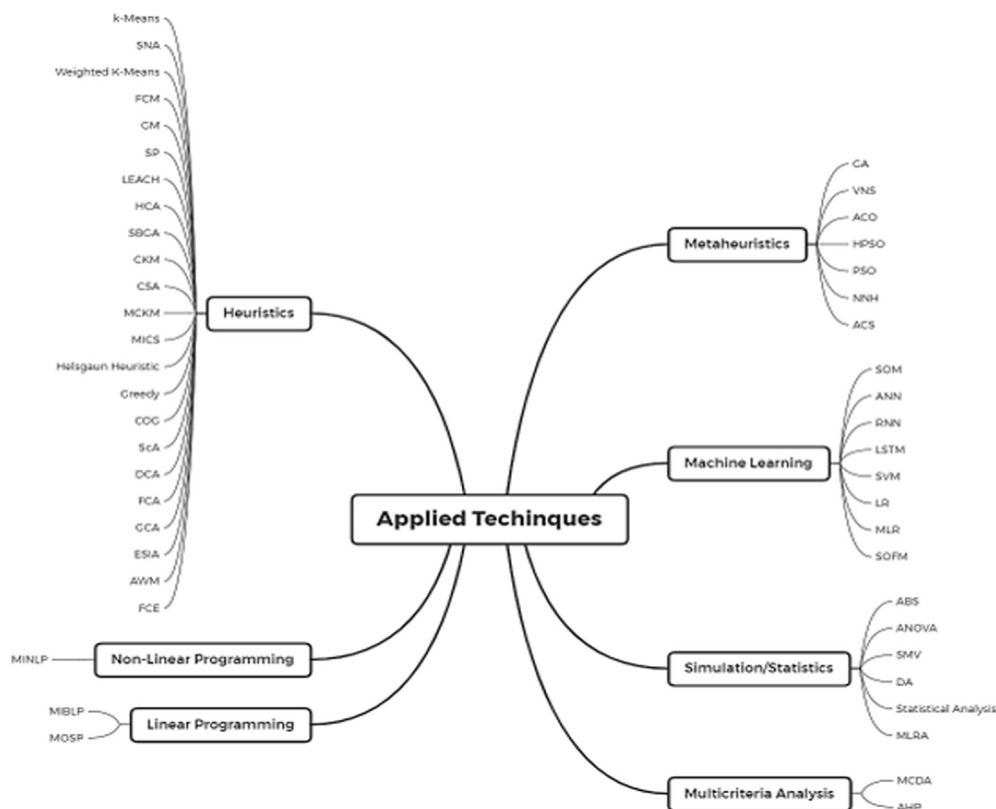 k-Means
SNA
Weighted K-Means
FCM
GM
SP
LEACH
HCA
SBGA
CKM
CSA
MCKM
MICS
Helsgaun Heuristic
Greedy
COG
ScA
DCA
FCA
GCA
ESIA
AWM
FCE
Heuristics
MINLP
Non-Linear Programming
MIBLP
MOSP
Linear Programming
Applied Techinques
Metaheuristics
GA
VNS
ACO
HPSO
PSO
NNH
ACS
Machine Learning
SOM
ANN
RNN
LSTM
SVM
LR
MLR
SOFM
Simulation/Statistics
ABS
ANOVA
SMV
DA
Statistical Analysis
MLRA
Multicriteria Analysis
MCDA
AHP